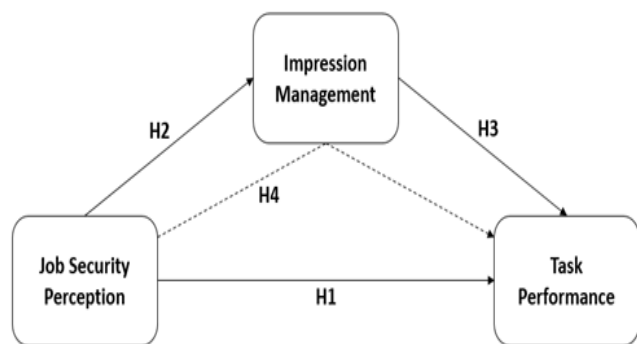 Impression
Management
H2
H3
H4
Job Security
Perception
H1
Task
Performance